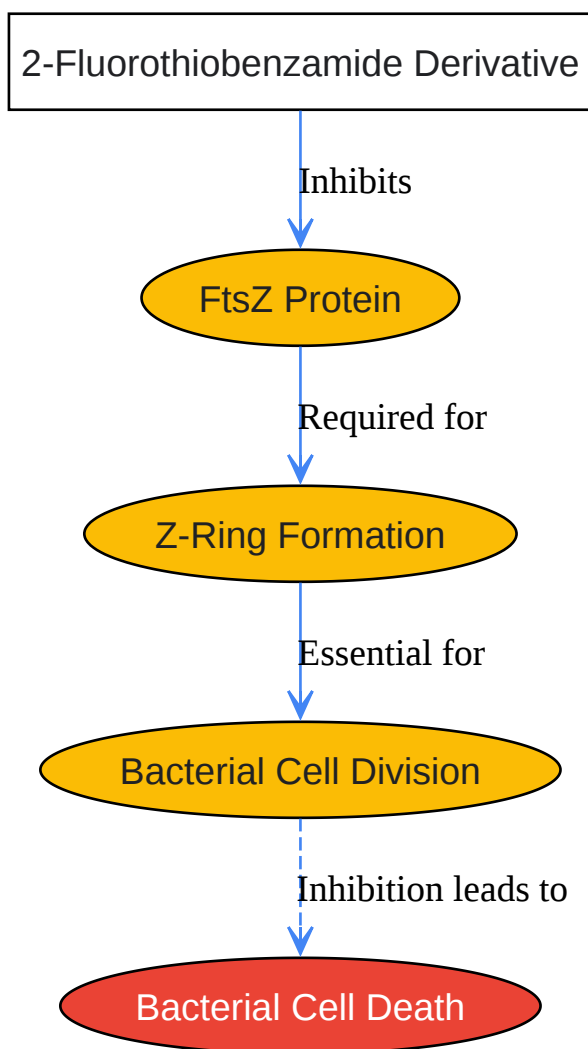 2-Fluorothiobenzamide Derivative
Inhibits
FtsZ Protein
Required for
Z-Ring Formation
Essential for
Bacterial Cell Division
Inhibition leads to
Bacterial Cell Death